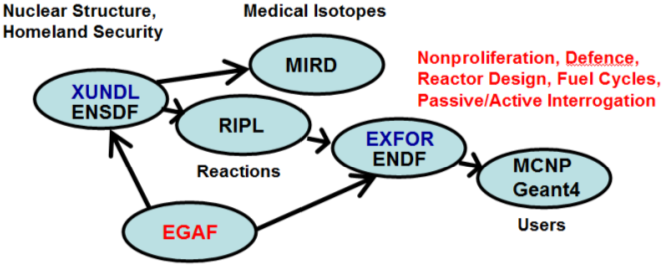 Nuclear Structure,
Homeland Security
Medical Isotopes
MIRD
Nonproliferation, Defence,
Reactor Design, Fuel Cycles,
Passive/Active Interrogation
XUNDL
ENSDF
RIPL
Reactions
EXFOR
ENDF
MCNP
Geant4
Users
EGAF